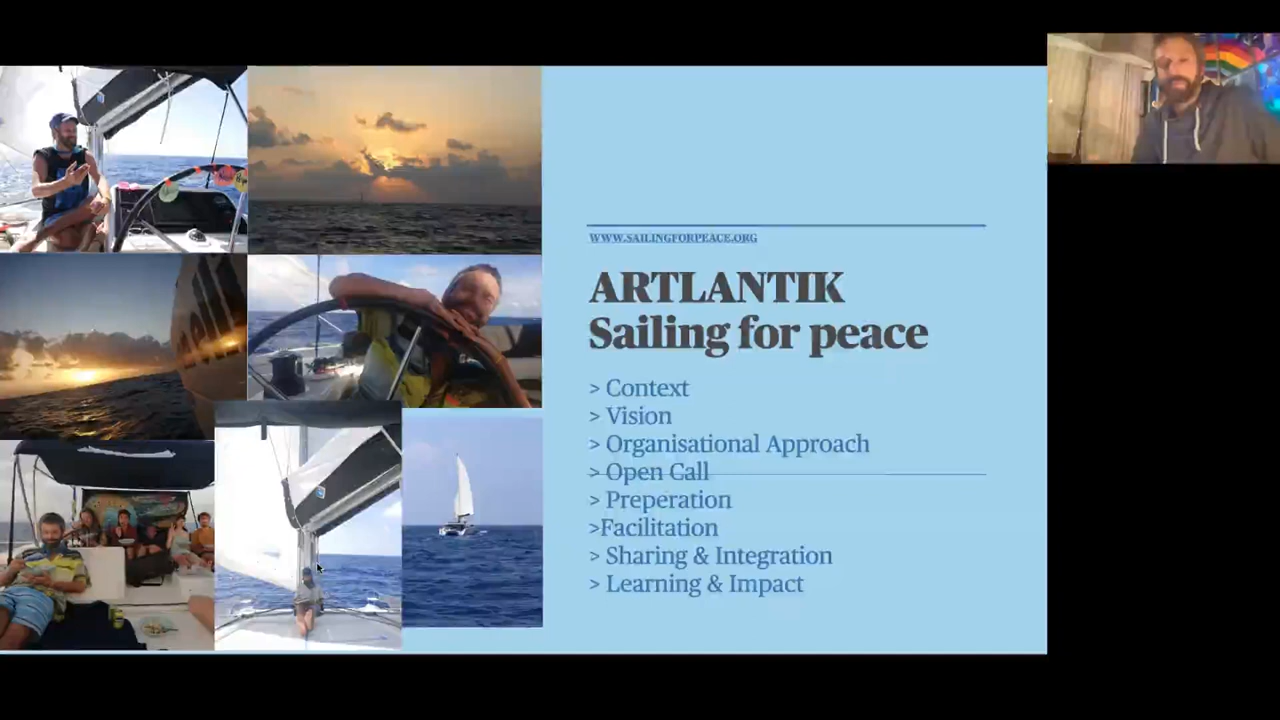 WWW.SAILINGFORPEACE.ORG
ARTLANTIK
Sailing for peace
> Context
> Vision
> Organisational Approach
> Open Call
> Preperation
>Facilitation
> Sharing & Integration
> Learning & Impact